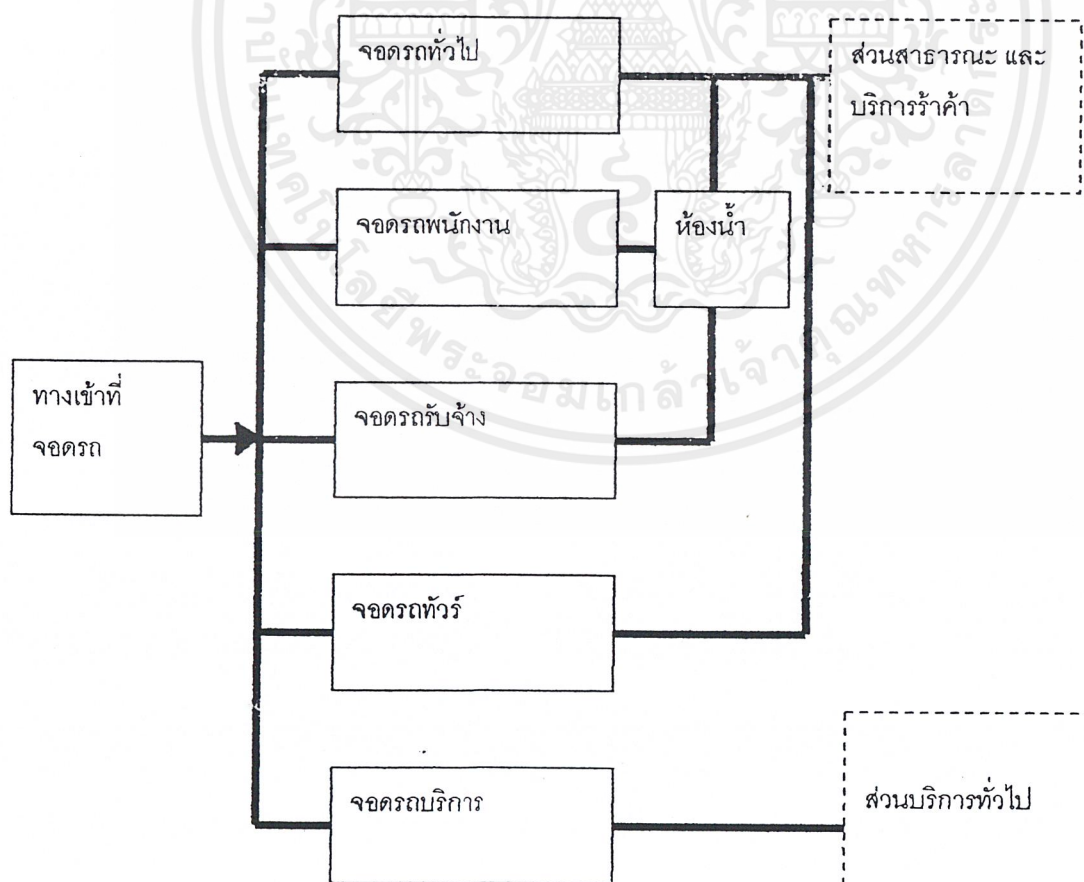 จอดรถทั่วไป
ส่วนสาธารณะ และ
บริการร้าค้า
จอดรถพนักงาน
ห้องน้ำ
ทางเข้าที่
จอดรถ
จอดรถรับจ้าง
จอดรถทัวร์
จอดรถบริการ
ส่วนบริการทั่วไป